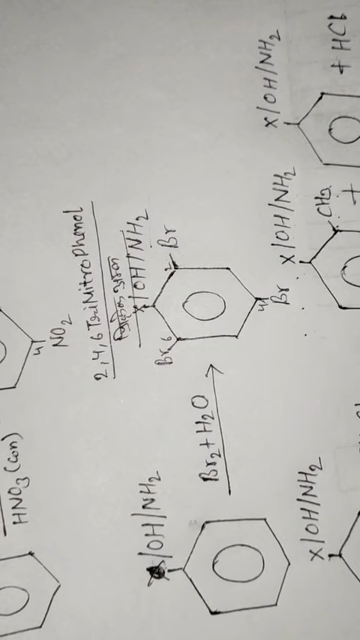 HNO3 (con)
4
NO2
2,4,6 TriNitroPhenol
X/OH/NH2
/OH/NH2
Br2+H2O
2
Br
Br 6
4
Br
X/OH/NH2
X/OH/NH2
CH3
+
X/OH/NH2
+ HCl